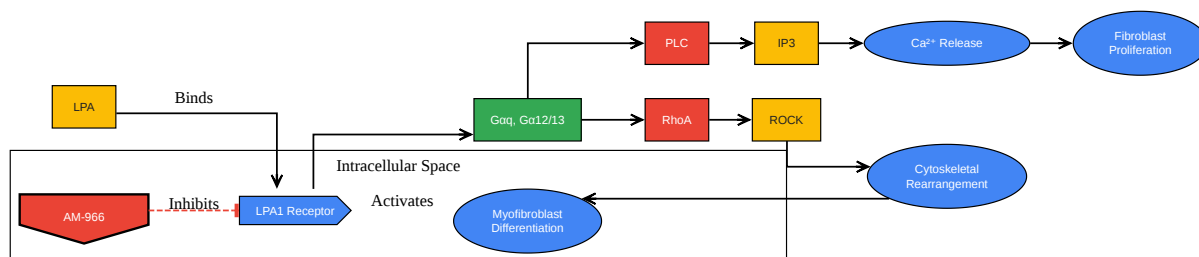 PLC
IP3
Ca²⁺ Release
Fibroblast
Proliferation
LPA
Binds
Gαq, Gα12/13
RhoA
ROCK
Intracellular Space
Cytoskeletal
Rearrangement
AM-966
Inhibits
LPA1 Receptor
Activates
Myofibroblast
Differentiation